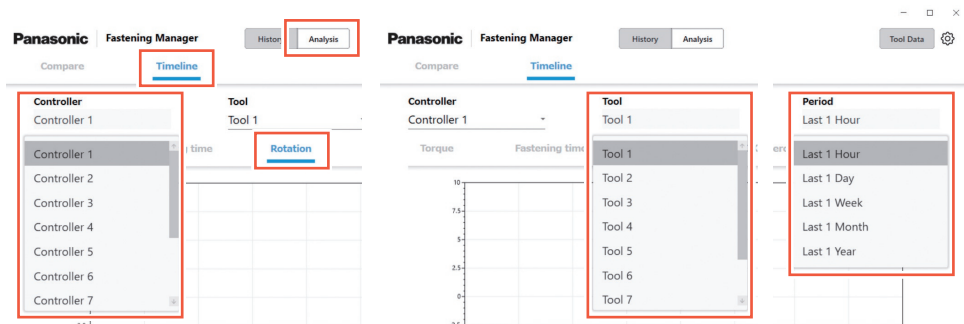 Panasonic Fastening Manager History Analysis
Compare Timeline
Controller Tool
Controller 1 Tool 1
Controller 1
Controller 2
Controller 3
Controller 4
Controller 5
Controller 6
Controller 7
time Rotation
Panasonic Fastening Manager History Analysis
Compare Timeline
Controller Tool
Controller 1 Tool 1
Torque Fastening time
Tool 1
Tool 2
Tool 3
Tool 4
Tool 5
Tool 6
Tool 7
10
7.5
5
2.5
0
Tool Data
Period
Last 1 Hour
Last 1 Hour
Last 1 Day
Last 1 Week
Last 1 Month
Last 1 Year